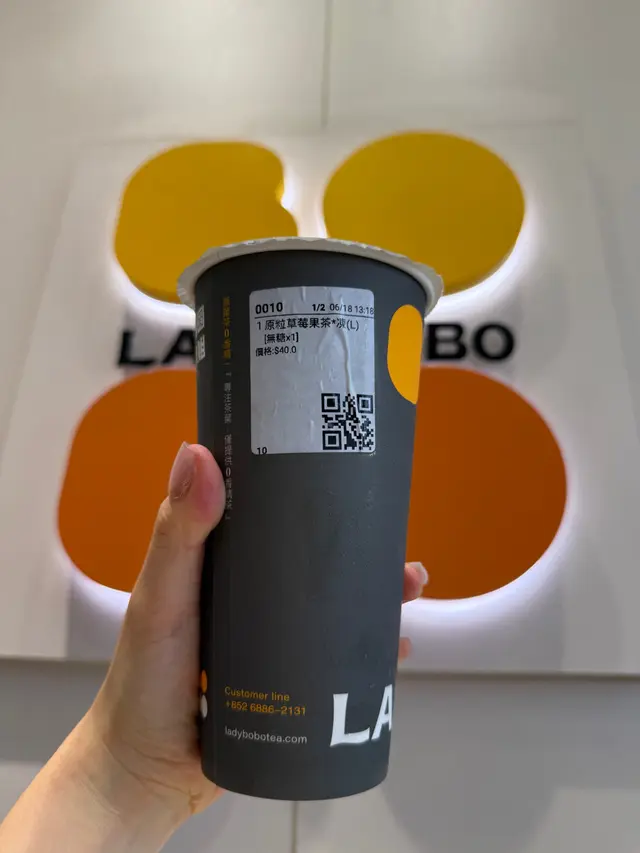 LA BO
0010 1/2 06/18 13:18
1 原粒草莓果茶*凍(L)
[無糖x1]
價格:$40.0
10
Customer line
+852 6886-2131
ladybobotea.com
LA